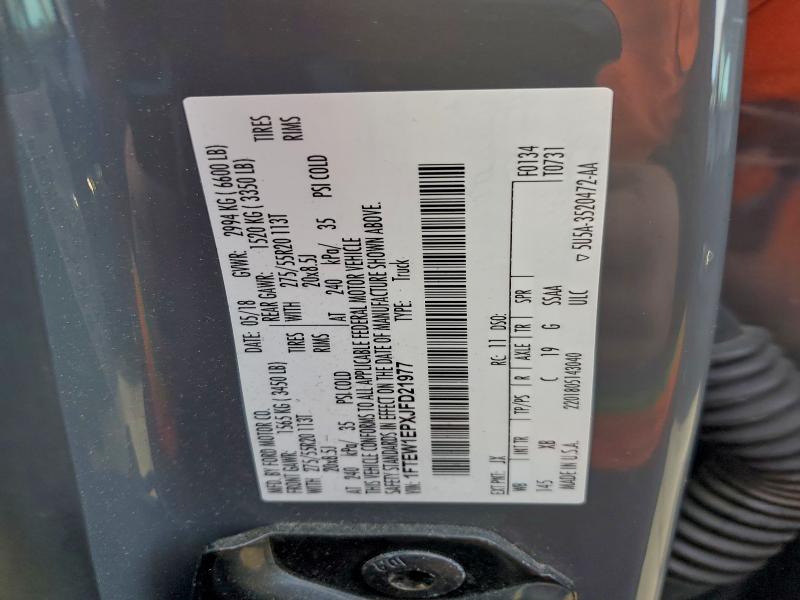 MFD. BY FORD MOTOR CO.
DATE: 05/18 GVWR: 2994 KG ( 6600 LB)
FRONT GAWR: 1565 KG ( 3450 LB) REAR GAWR: 1520 KG ( 3350 LB)
WITH 275/55R20 113T TIRES WITH 275/55R20 113T TIRES
20x8.5J RIMS 20x8.5J RIMS
AT 240 kPa/ 35 PSI COLD AT 240 kPa/ 35 PSI COLD
THIS VEHICLE CONFORMS TO ALL APPLICABLE FEDERAL MOTOR VEHICLE
SAFETY STANDARDS IN EFFECT ON THE DATE OF MANUFACTURE SHOWN ABOVE.
VIN: 1FTEW1EPXJFD21977 TYPE: Truck
EXT PNT: JX RC: 11 DSO: F0134
WB INT TR TP/PS R AXLE TR SPR T0731
145 XB C 19 G SSAA
MADE IN U.S.A. 2201805143040 ULC
5U5A-3520472-AA